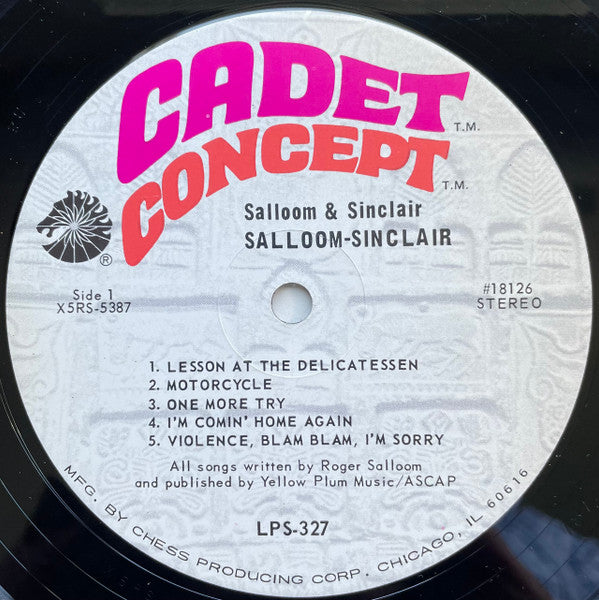 CADET T.M.
CONCEPT T.M.
®
Salloom & Sinclair
SALLOOM-SINCLAIR
Side 1
X5RS-5387
#18126
STEREO
1. LESSON AT THE DELICATESSEN
2. MOTORCYCLE
3. ONE MORE TRY
4. I'M COMIN' HOME AGAIN
5. VIOLENCE, BLAM BLAM, I'M SORRY
All songs written by Roger Salloom
and published by Yellow Plum Music/ASCAP
LPS-327
MFG. BY CHESS PRODUCING CORP. CHICAGO, IL 60616